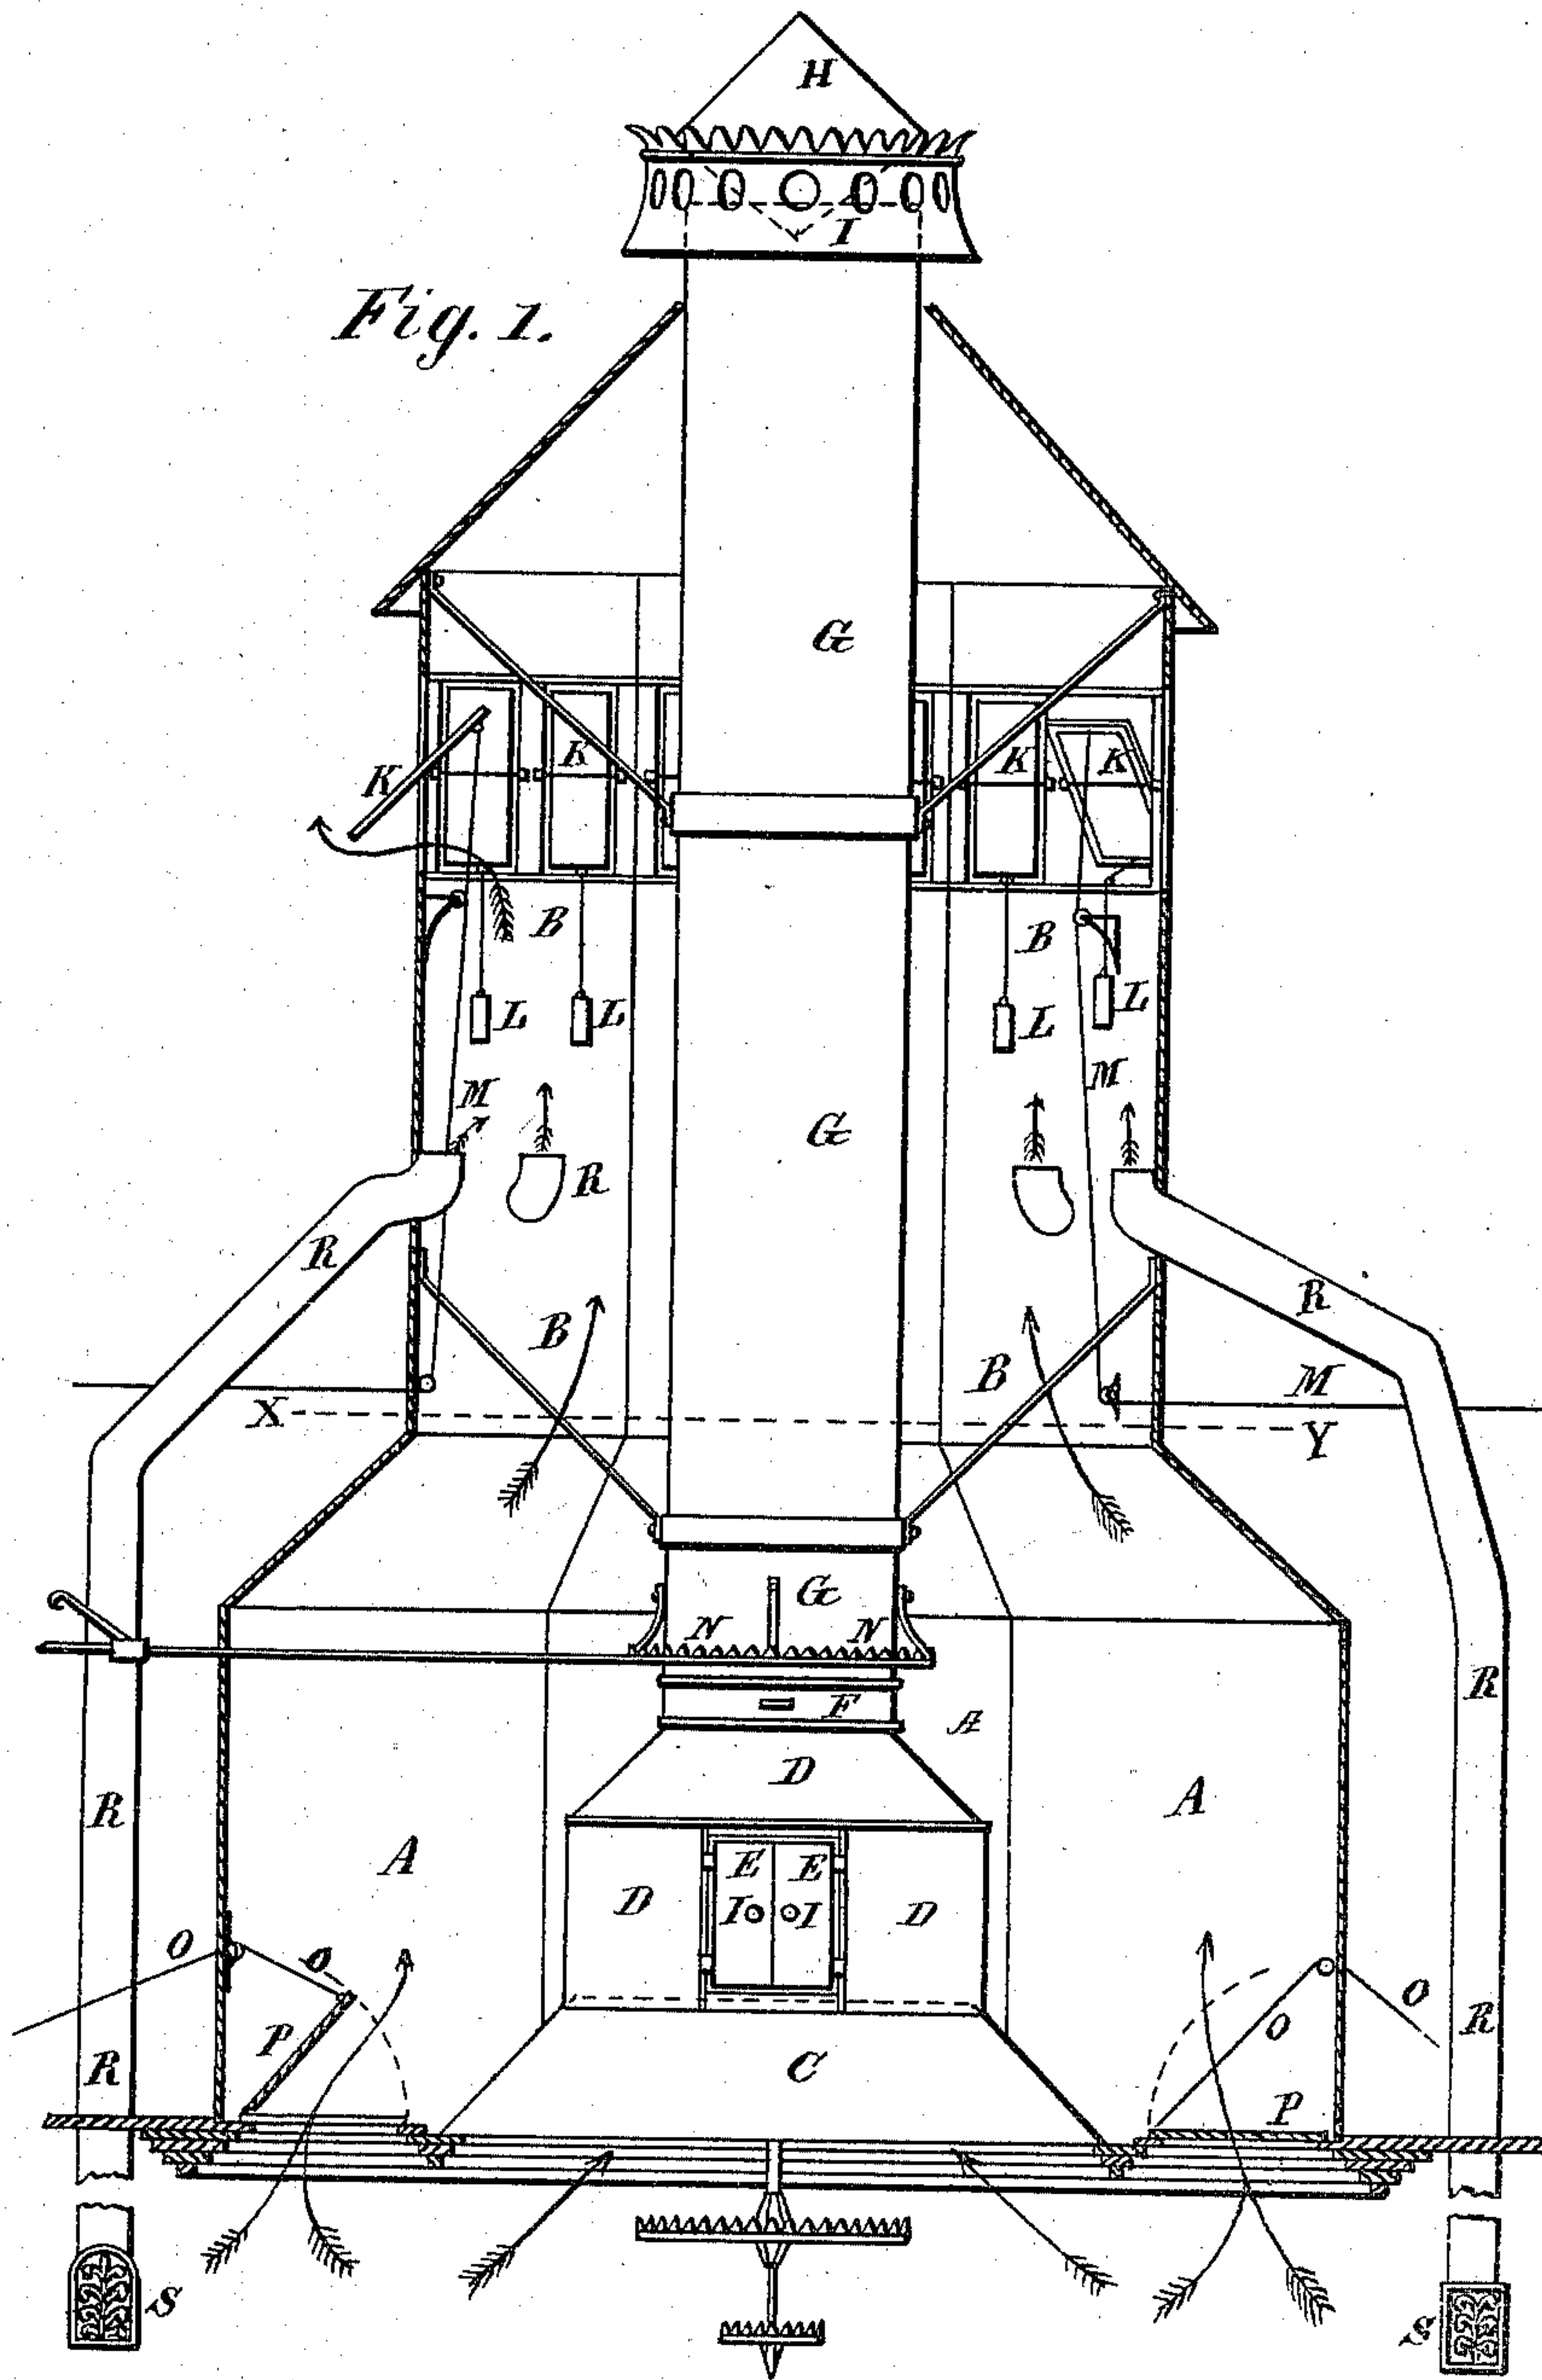 H
I
Fig. 1.
G
K K K K
B B
L L L L
M M
G
R
R R
B B
M
X Y
G
N N
F
A
R
D
R A A
E E
D I I D
O O O O
P R
R C P
S S